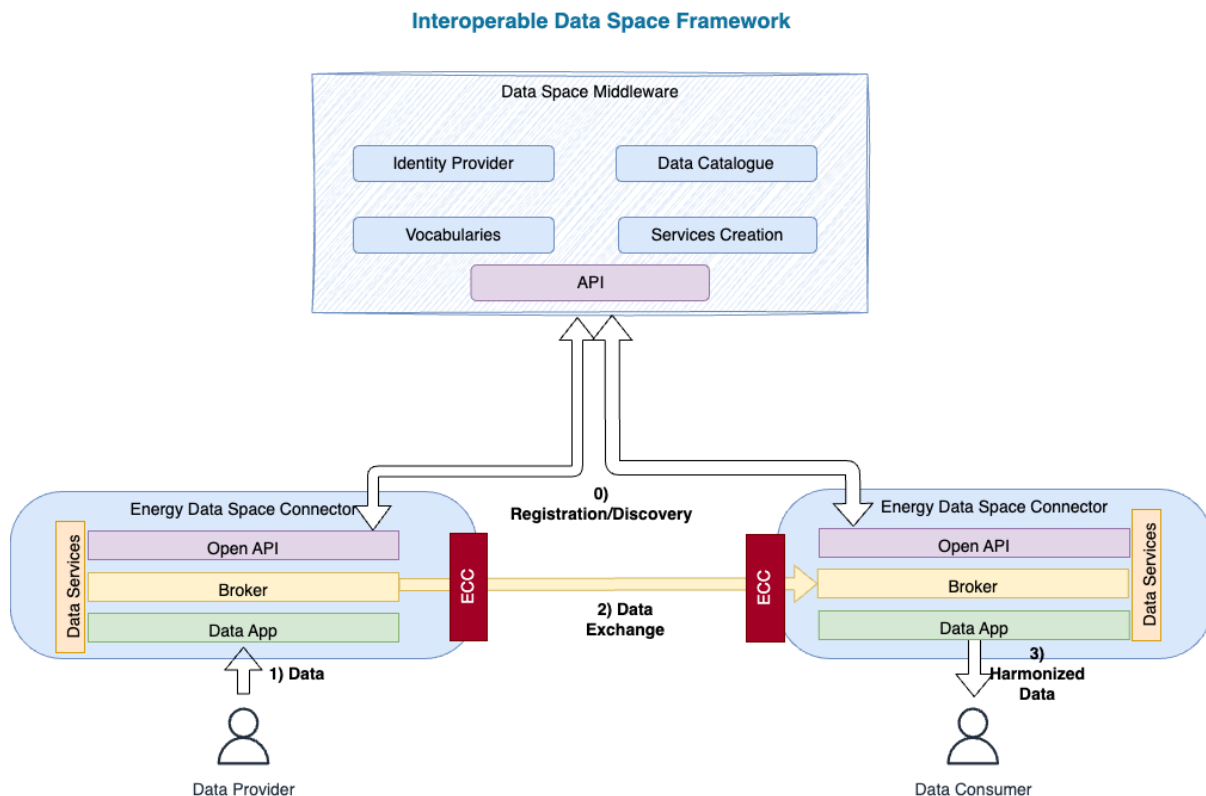 Interoperable Data Space Framework
Data Space Middleware
Identity Provider
Data Catalogue
Vocabularies
Services Creation
API
0)
Registration/Discovery
Energy Data Space Connector
Data Services
Open API
Broker
Data App
ECC
2) Data
Exchange
ECC
Energy Data Space Connector
Open API
Broker
Data App
Data Services
1) Data
3)
Harmonized
Data
Data Provider
Data Consumer